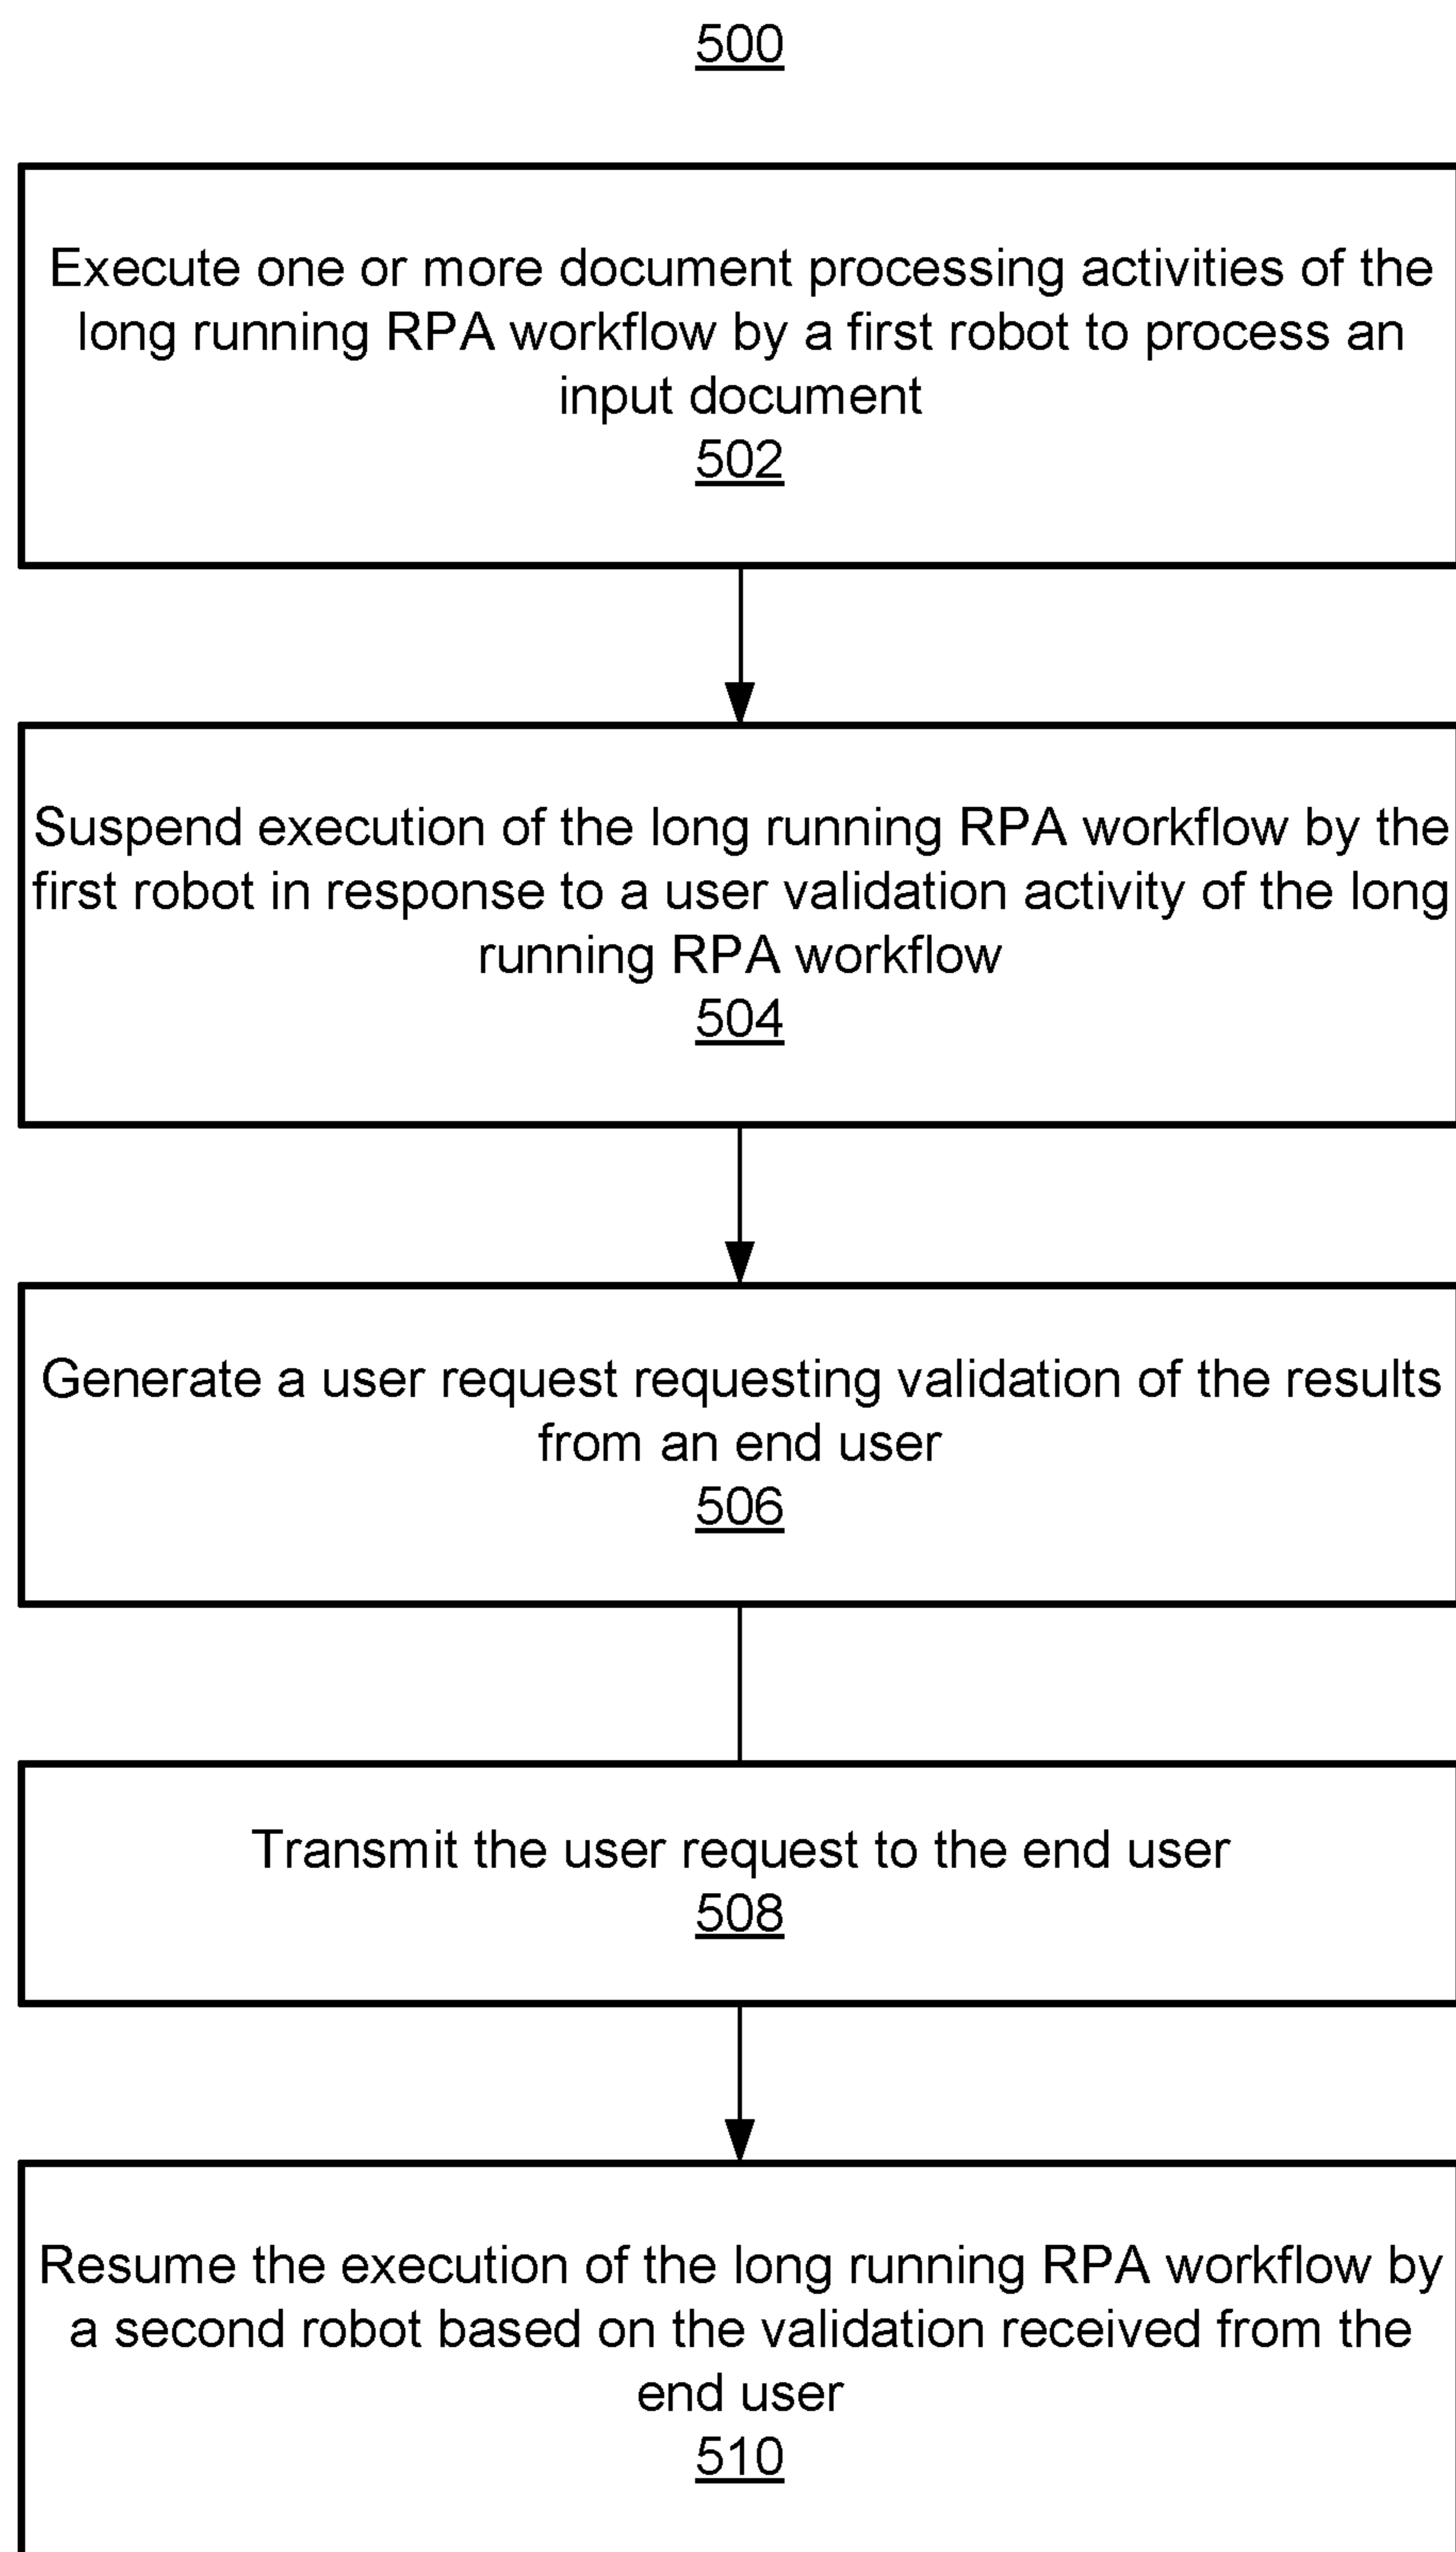 500
Execute one or more document processing activities of the
long running RPA workflow by a first robot to process an
input document
502
Suspend execution of the long running RPA workflow by the
first robot in response to a user validation activity of the long
running RPA workflow
504
Generate a user request requesting validation of the results
from an end user
506
Transmit the user request to the end user
508
Resume the execution of the long running RPA workflow by
a second robot based on the validation received from the
end user
510